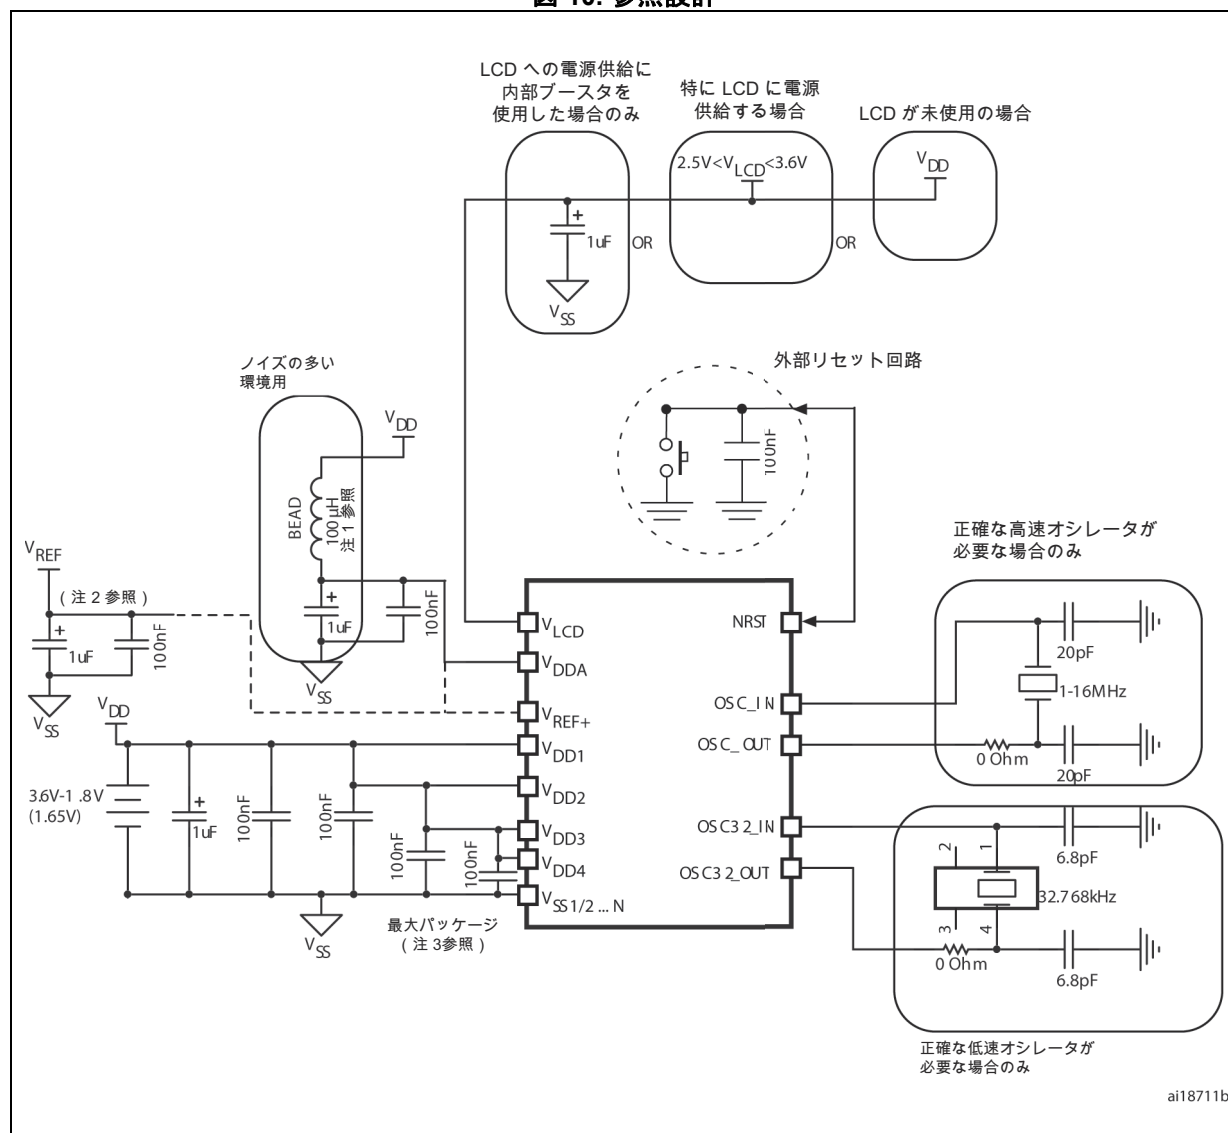 LCD への電源供給に
内部ブースタを
使用した場合のみ
特に LCD に電源
供給する場合
LCD が未使用の場合
2.5V<VLCD<3.6V
VDD
+
1uF
OR
OR
VSS
ノイズの多い
環境用
外部リセット回路
VDD
100nF
BEAD
100 µH
注 1 参照
正確な高速オシレータが
必要な場合のみ
VREF
( 注 2 参照 )
+
1uF
100nF
+
1uF
100nF
VSS
VSS
VLCD
VDDA
VREF+
VDD1
VDD2
VDD3
VDD4
VSS1/2 ... N
NRST
OSC_IN
OSC_OUT
OSC32_IN
OSC32_OUT
20pF
1-16MHz
0 Ohm
20pF
VDD
3.6V-1.8V
(1.65V)
+
1uF
100nF
100nF
100nF
100nF
VSS
最大パッケージ
( 注 3参照 )
2
1
6.8pF
32.768kHz
3
4
0 Ohm
6.8pF
正確な低速オシレータが
必要な場合のみ
ai18711b